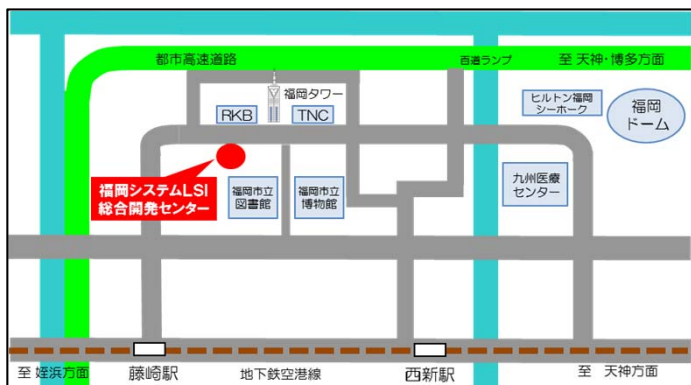 都市高速道路
百道ランプ
至 天神・博多方面
福岡タワー
RKB
TNC
ヒルトン福岡
シーホーク
福岡
ドーム
福岡システムLSI
総合開発センター
福岡市立
図書館
福岡市立
博物館
九州医療
センター
至 姪浜方面
藤崎駅
地下鉄空港線
西新駅
至 天神方面